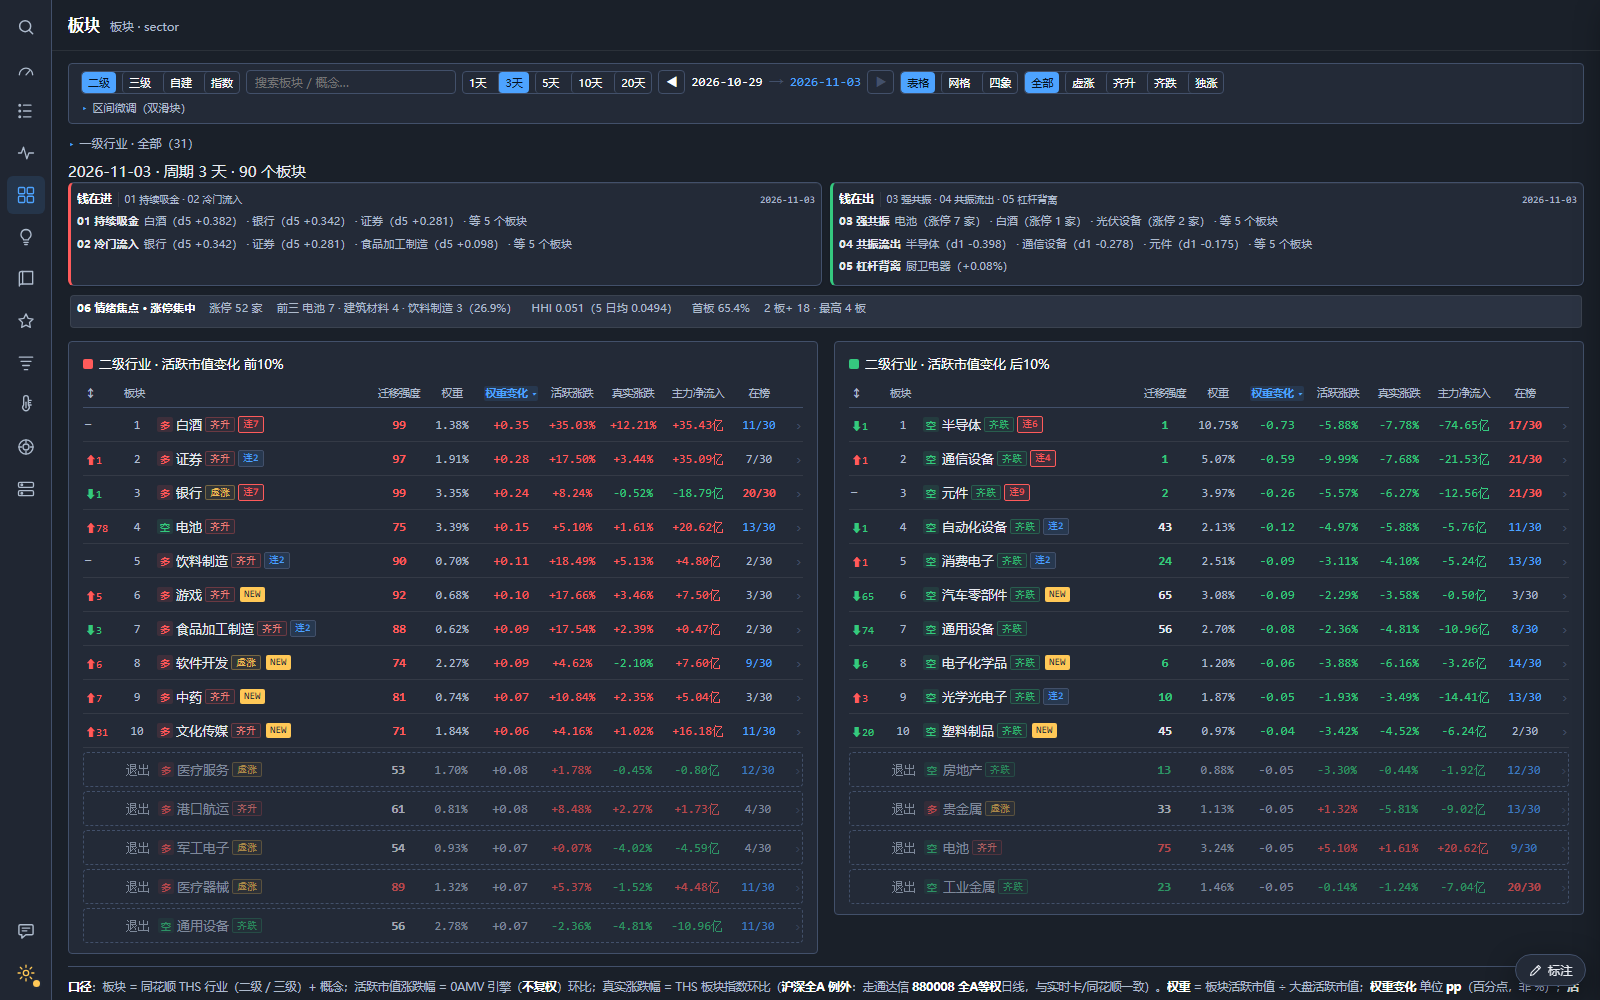 板块 板块 · sector
二级 三级 自建 指数 搜索板块 / 概念... 1天 3天 5天 10天 20天 ◀ 2026-10-29 → 2026-11-03 ▶ 表格 网格 四象 全部 虚涨 齐升 齐跌 独涨
区间微调（双滑块）
一级行业 · 全部（31）
2026-11-03 · 周期 3 天 · 90 个板块
钱在进 01 持续吸金 · 02 冷门流入 2026-11-03
01 持续吸金 白酒（d5 +0.382） · 银行（d5 +0.342） · 证券（d5 +0.281） · 等 5 个板块
02 冷门流入 银行（d5 +0.342） · 证券（d5 +0.281） · 食品加工制造（d5 +0.098） · 等 5 个板块
钱在出 03 强共振 · 04 共振流出 · 05 杠杆背离 2026-11-03
03 强共振 电池（涨停 7 家） · 白酒（涨停 1 家） · 光伏设备（涨停 2 家） · 等 5 个板块
04 共振流出 半导体（d1 -0.398） · 通信设备（d1 -0.278） · 元件（d1 -0.175） · 等 5 个板块
05 杠杆背离 厨卫电器（+0.08%）
06 情绪焦点 • 涨停集中 涨停 52 家 前三 电池 7 · 建筑材料 4 · 饮料制造 3（26.9%） HHI 0.051（5 日均 0.0494） 首板 65.4% 2 板+ 18 · 最高 4 板
二级行业 · 活跃市值变化 前10%
↕ 板块 迁移强度 权重 权重变化 活跃涨跌 真实涨跌 主力净流入 在榜
– 1 多 白酒 齐升 连7 99 1.38% +0.35 +35.03% +12.21% +35.43亿 11/30
↑1 2 多 证券 齐升 连2 97 1.91% +0.28 +17.50% +3.44% +35.09亿 7/30
↓1 3 多 银行 虚涨 连7 99 3.35% +0.24 +8.24% -0.52% -18.79亿 20/30
↑78 4 空 电池 齐升 75 3.39% +0.15 +5.10% +1.61% +20.62亿 13/30
– 5 多 饮料制造 齐升 连2 90 0.70% +0.11 +18.49% +5.13% +4.80亿 2/30
↑5 6 多 游戏 齐升 NEW 92 0.68% +0.10 +17.66% +3.46% +7.50亿 3/30
↓3 7 多 食品加工制造 齐升 连2 88 0.62% +0.09 +17.54% +2.39% +0.47亿 2/30
↑6 8 多 软件开发 虚涨 NEW 74 2.27% +0.09 +4.62% -2.10% +7.60亿 9/30
↑7 9 多 中药 齐升 NEW 81 0.74% +0.07 +10.84% +2.35% +5.04亿 3/30
↑31 10 多 文化传媒 齐升 NEW 71 1.84% +0.06 +4.16% +1.02% +16.18亿 11/30
退出 多 医疗服务 虚涨 53 1.70% +0.08 +1.78% -0.45% -0.80亿 12/30
退出 多 港口航运 齐升 61 0.81% +0.08 +8.48% +2.27% +1.73亿 4/30
退出 多 军工电子 虚涨 54 0.93% +0.07 +0.07% -4.02% -4.59亿 4/30
退出 多 医疗器械 虚涨 89 1.32% +0.07 +5.37% -1.52% +4.48亿 11/30
退出 空 通用设备 齐跌 56 2.78% +0.07 -2.36% -4.81% -10.96亿 11/30
二级行业 · 活跃市值变化 后10%
↕ 板块 迁移强度 权重 权重变化 活跃涨跌 真实涨跌 主力净流入 在榜
↓1 1 空 半导体 齐跌 连6 1 10.75% -0.73 -5.88% -7.78% -74.65亿 17/30
↑1 2 空 通信设备 齐跌 连4 1 5.07% -0.59 -9.99% -7.68% -21.53亿 21/30
– 3 空 元件 齐跌 连9 2 3.97% -0.26 -5.57% -6.27% -12.56亿 21/30
↓1 4 空 自动化设备 齐跌 连2 43 2.13% -0.12 -4.97% -5.88% -5.76亿 11/30
↑1 5 空 消费电子 齐跌 连2 24 2.51% -0.09 -3.11% -4.10% -5.24亿 13/30
↓65 6 空 汽车零部件 齐跌 NEW 65 3.08% -0.09 -2.29% -3.58% -0.50亿 3/30
↓74 7 空 通用设备 齐跌 56 2.70% -0.08 -2.36% -4.81% -10.96亿 8/30
↓6 8 空 电子化学品 齐跌 NEW 6 1.20% -0.06 -3.88% -6.16% -3.26亿 14/30
↑3 9 空 光学光电子 齐跌 连2 10 1.87% -0.05 -1.93% -3.49% -14.41亿 13/30
↓20 10 空 塑料制品 齐跌 NEW 45 0.97% -0.04 -3.42% -4.52% -6.24亿 2/30
退出 空 房地产 齐跌 13 0.88% -0.05 -3.30% -0.44% -1.92亿 12/30
退出 多 贵金属 虚涨 33 1.13% -0.05 +1.32% -5.81% -9.02亿 13/30
退出 空 电池 齐升 75 3.24% -0.05 +5.10% +1.61% +20.62亿 9/30
退出 空 工业金属 齐跌 23 1.46% -0.05 -0.14% -1.24% -7.04亿 20/30
标注
口径：板块 = 同花顺 THS 行业（二级 / 三级）+ 概念；活跃市值涨跌幅 = 0AMV 引擎（不复权）环比；真实涨跌幅 = THS 板块指数环比（沪深全A 例外：走通达信 880008 全A等权日线，与实时卡/同花顺一致）。权重 = 板块活跃市值 ÷ 大盘活跃市值；权重变化 单位 pp（百分点，非 %）；